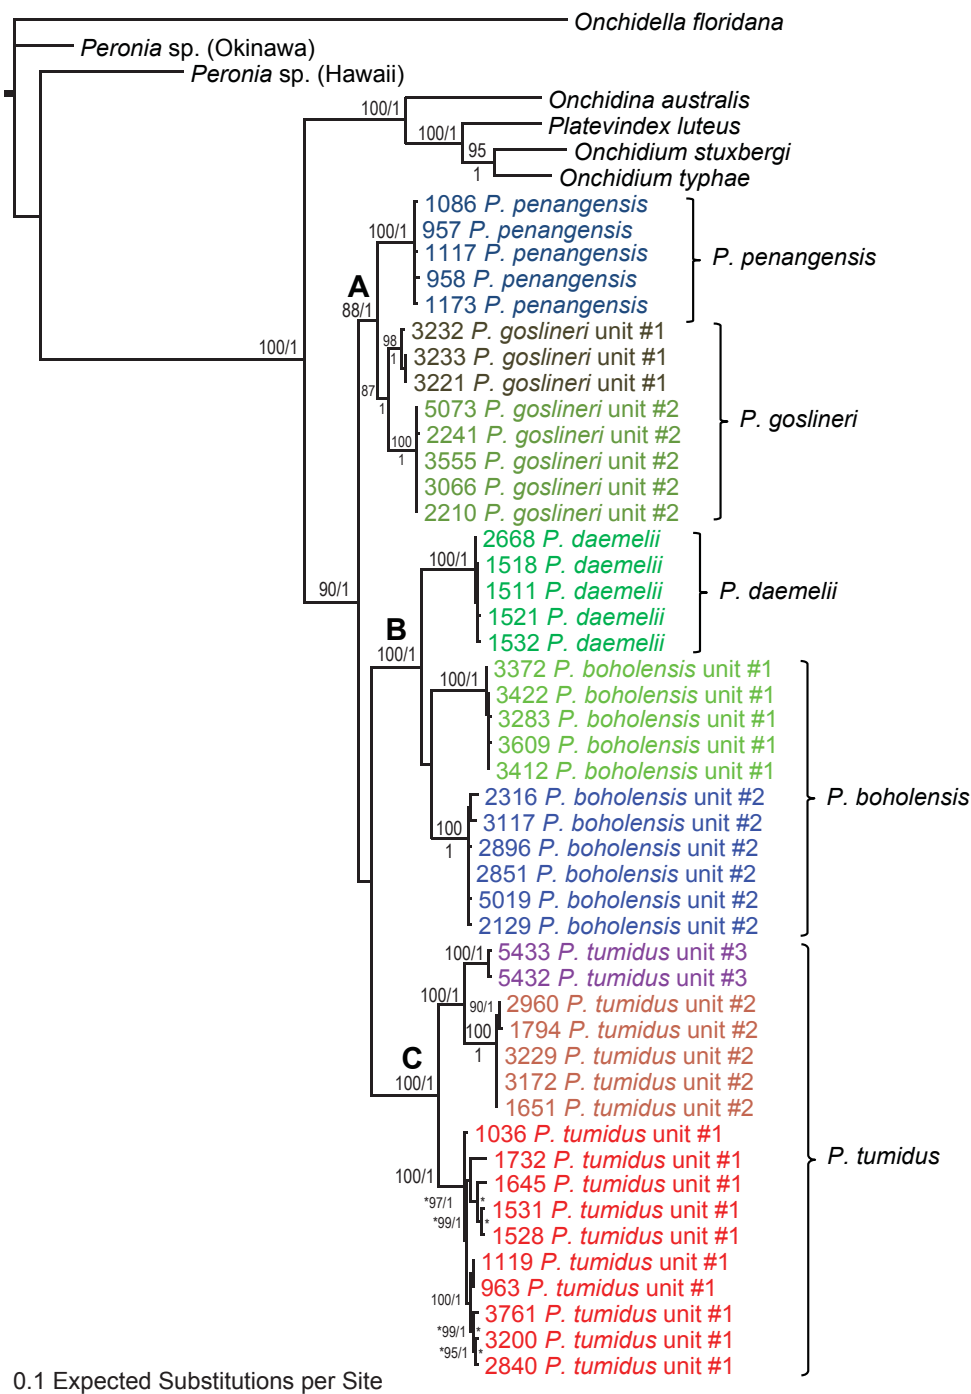 Onchidella floridana
Peronia sp. (Okinawa)
Peronia sp. (Hawaii)
Onchidina australis
100/1
Platevindex luteus
100/1
Onchidium stuxbergi
95
1
Onchidium typhae
1086 P. penangensis
957 P. penangensis
100/1
1117 P. penangensis
P. penangensis
958 P. penangensis
A
1173 P. penangensis
88/1
3232 P. goslineri unit #1
98
100/1
3233 P. goslineri unit #1
1
3221 P. goslineri unit #1
87
1
5073 P. goslineri unit #2
P. goslineri
2241 P. goslineri unit #2
100
1
3555 P. goslineri unit #2
3066 P. goslineri unit #2
2210 P. goslineri unit #2
2668 P. daemelii
100/1
1518 P. daemelii
90/1
1511 P. daemelii
P. daemelii
1521 P. daemelii
B
1532 P. daemelii
100/1
3372 P. boholensis unit #1
100/1
3422 P. boholensis unit #1
3283 P. boholensis unit #1
3609 P. boholensis unit #1
3412 P. boholensis unit #1
2316 P. boholensis unit #2
P. boholensis
3117 P. boholensis unit #2
100
1
2896 P. boholensis unit #2
2851 P. boholensis unit #2
5019 P. boholensis unit #2
2129 P. boholensis unit #2
100/1
5433 P. tumidus unit #3
5432 P. tumidus unit #3
100/1
90/1
2960 P. tumidus unit #2
100
1
1794 P. tumidus unit #2
C
3229 P. tumidus unit #2
100/1
3172 P. tumidus unit #2
1651 P. tumidus unit #2
1036 P. tumidus unit #1
P. tumidus
1732 P. tumidus unit #1
100/1
1645 P. tumidus unit #1
*97/1
*
1531 P. tumidus unit #1
*99/1
*
1528 P. tumidus unit #1
1119 P. tumidus unit #1
963 P. tumidus unit #1
100/1
3761 P. tumidus unit #1
*99/1
*
3200 P. tumidus unit #1
*95/1
*
2840 P. tumidus unit #1
0.1 Expected Substitutions per Site